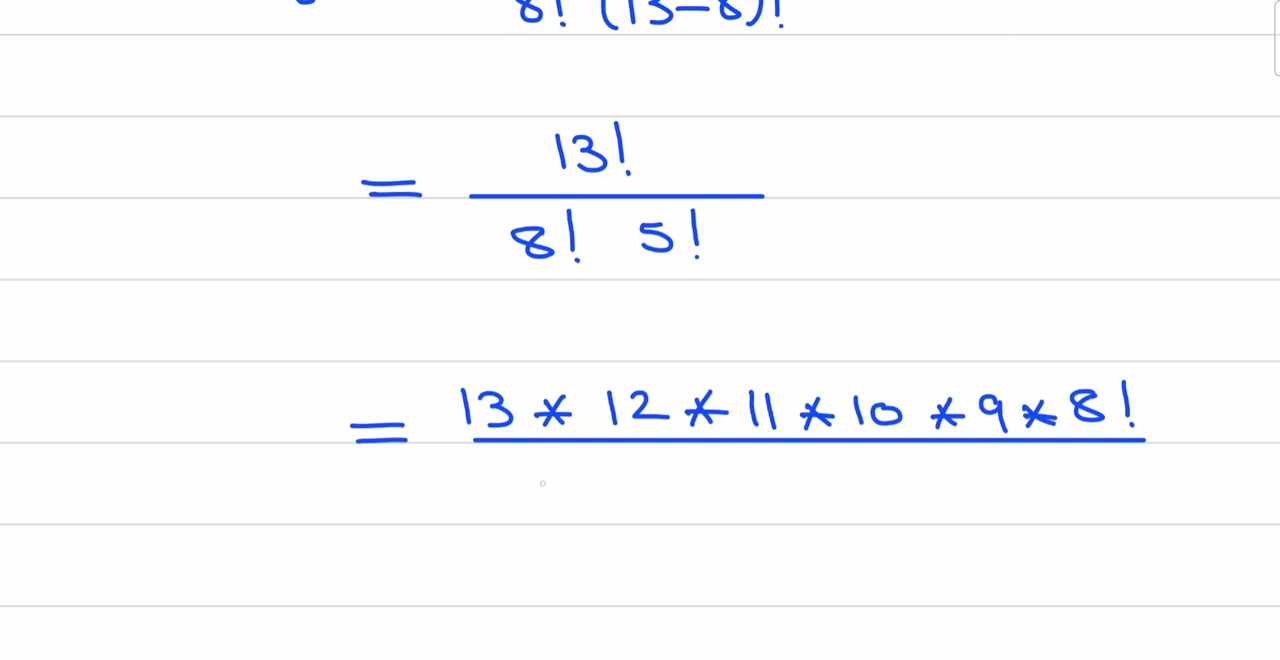 8! (13-8)!
= 13!
8! 5!
= 13 * 12 * 11 * 10 * 9 * 8!